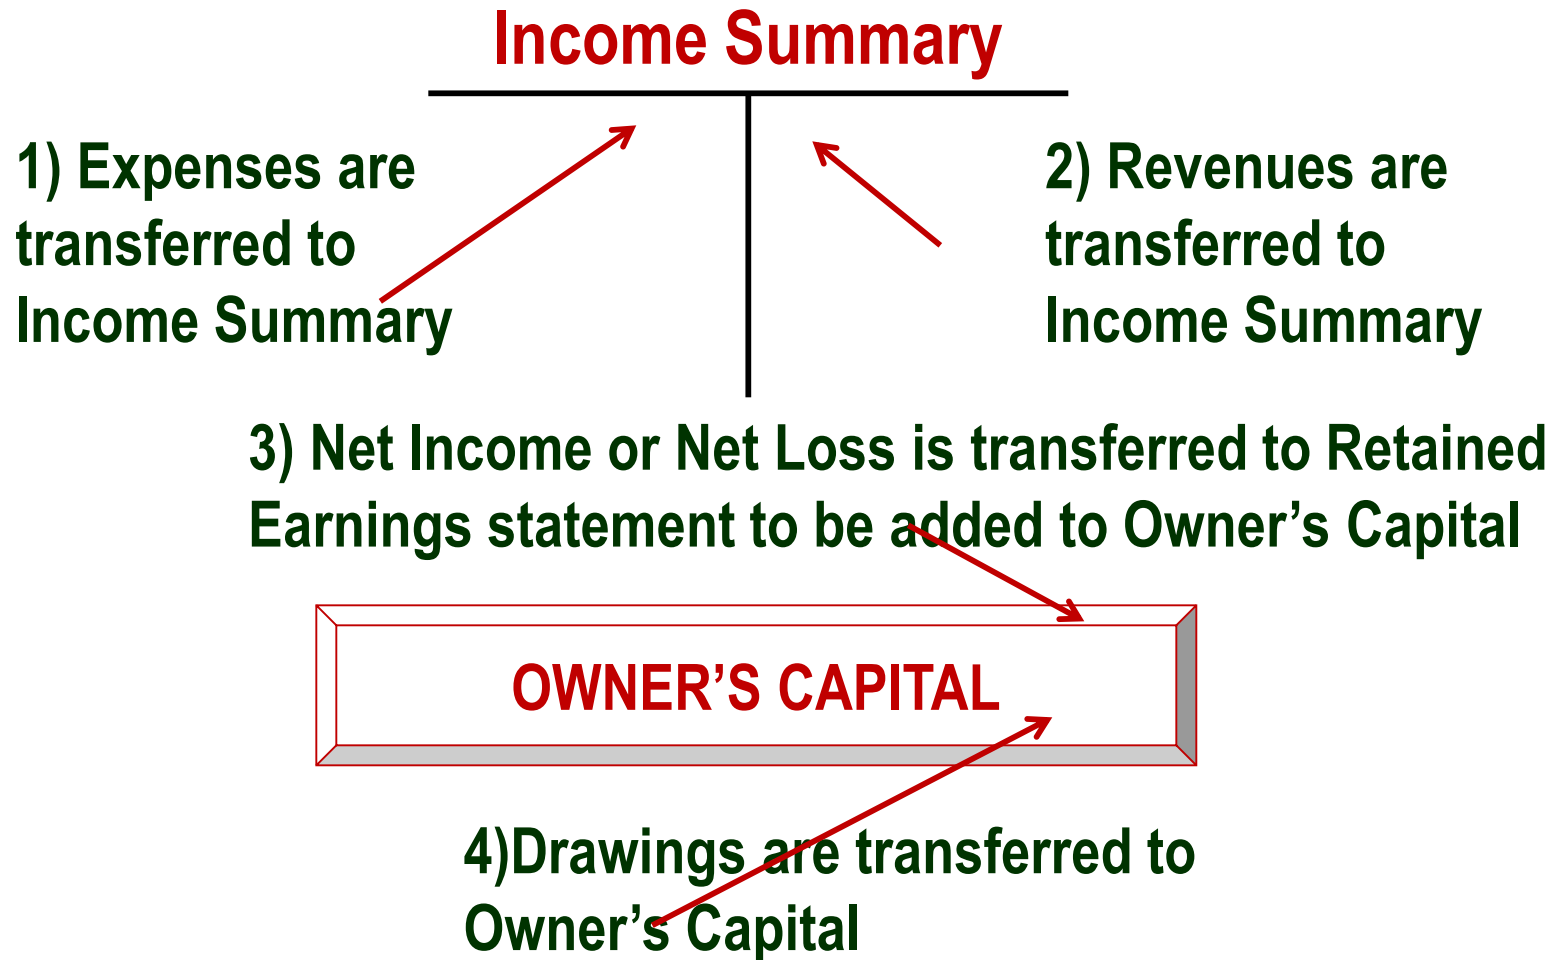 Income Summary
1) Expenses are
transferred to
Income Summary
2) Revenues are
transferred to
Income Summary
3) Net Income or Net Loss is transferred to Retained
Earnings statement to be added to Owner’s Capital
OWNER’S CAPITAL
4)Drawings are transferred to
Owner’s Capital